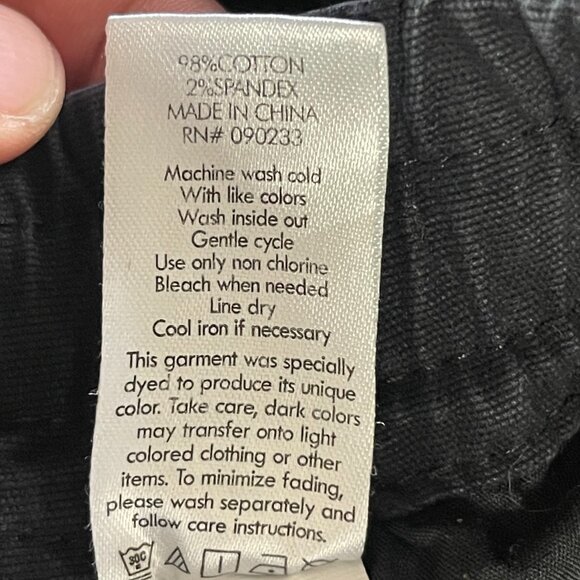 98%COTTON
2%SPANDEX
MADE IN CHINA
RN# 090233
Machine wash cold
With like colors
Wash inside out
Gentle cycle
Use only non chlorine
Bleach when needed
Line dry
Cool iron if necessary
This garment was specially
dyed to produce its unique
color. Take care, dark colors
may transfer onto light
colored clothing or other
items. To minimize fading,
please wash separately and
follow care instructions.
30C